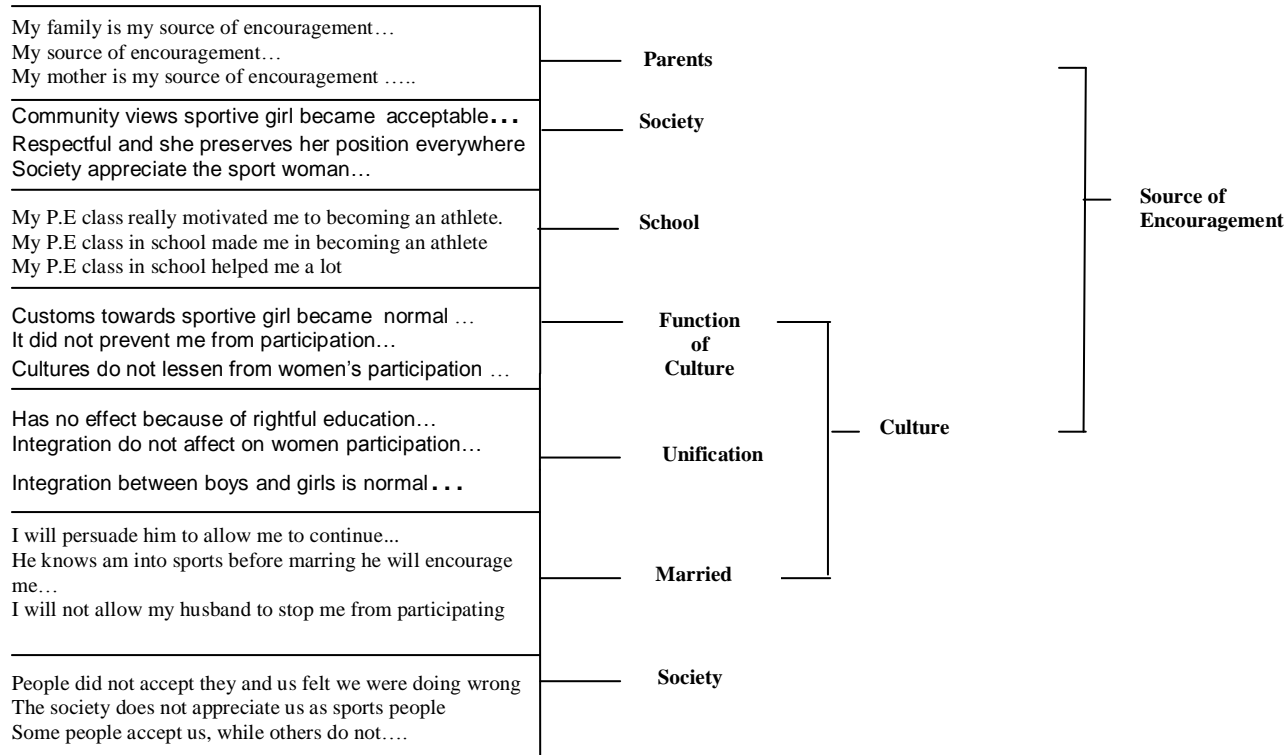 My family is my source of encouragement…
My source of encouragement…
My mother is my source of encouragement …..
Parents
Community views sportive girl became acceptable...
Respectful and she preserves her position everywhere
Society appreciate the sport woman…
Society
My P.E class really motivated me to becoming an athlete.
My P.E class in school made me in becoming an athlete
My P.E class in school helped me a lot
School
Source of
Encouragement
Customs towards sportive girl became normal …
It did not prevent me from participation…
Cultures do not lessen from women’s participation …
Function
of
Culture
Has no effect because of rightful education…
Integration do not affect on women participation…
Integration between boys and girls is normal...
Unification
Culture
I will persuade him to allow me to continue...
He knows am into sports before marring he will encourage
me…
I will not allow my husband to stop me from participating
Married
People did not accept they and us felt we were doing wrong
The society does not appreciate us as sports people
Some people accept us, while others do not….
Society